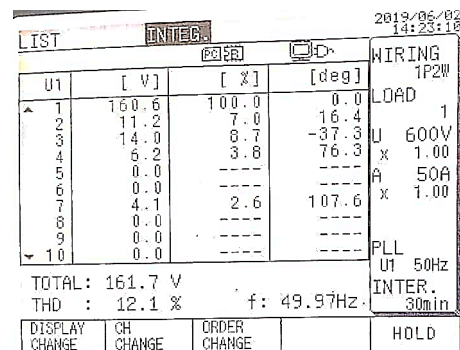 2019/06/02
14:23:10
LIST INTEG.
PC
WIRING
1P2W
U1 [ V] [ %] [deg]
LOAD
1
1 160.6 100.0 0.0
2 11.2 7.0 16.4
3 14.0 8.7 -37.3
4 6.2 3.8 76.3
5 0.0 ---- ----
6 0.0 ---- ----
7 4.1 2.6 107.6
8 0.0 ---- ----
9 0.0 ---- ----
10 0.0 ---- ----
U 600V
x 1.00
A 50A
x 1.00
PLL
U1 50Hz
INTER.
30min
TOTAL: 161.7 V
THD : 12.1 % f: 49.97Hz
DISPLAY CHANGE
CH CHANGE
ORDER CHANGE
HOLD